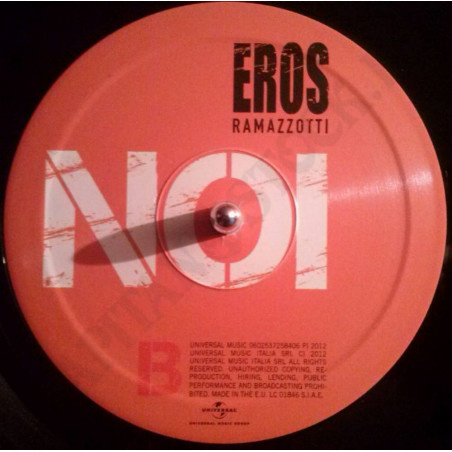 EROS
RAMAZZOTTI
NOI
B
UNIVERSAL MUSIC 0602537258406 P) 2012
UNIVERSAL MUSIC ITALIA SRL C) 2012
UNIVERSAL MUSIC ITALIA SRL ALL RIGHTS
RESERVED. UNAUTHORIZED COPYING, RE-
PRODUCTION, HIRING, LENDING, PUBLIC
PERFORMANCE AND BROADCASTING PROHI-
BITED. MADE IN THE E.U. LC 01846 S.I.A.E.
UNIVERSAL
UNIVERSAL MUSIC GROUP